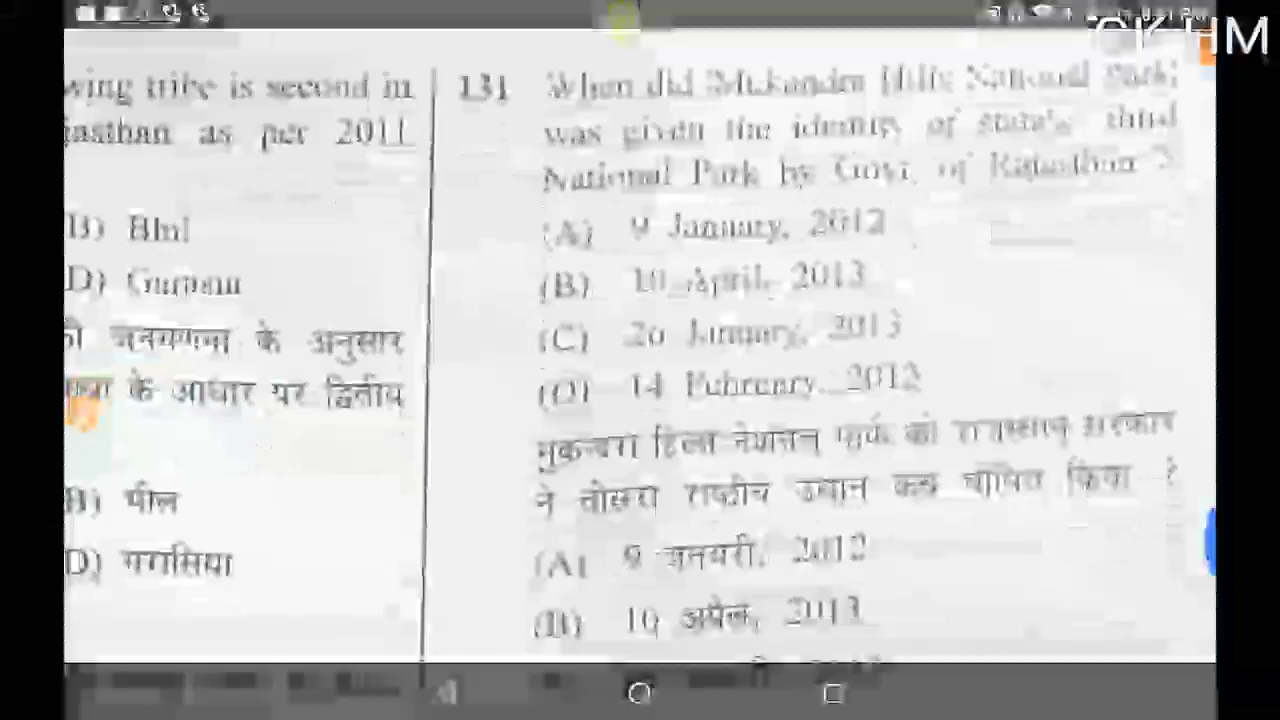 GK HM
wing tribe is second in
jasthan as per 2011
B) Bhil
D) Garasia
की जनगणना के अनुसार
के आधार पर द्वितीय
B) भील
D) गरासिया
131 When did Mukandra Hills National Park
was given the identity of state's third
National Park by Govt. of Rajasthan ?
(A) 9 January, 2012
(B) 10 April, 2013
(C) 26 January, 2013
(D) 14 February, 2012
मुकन्दरा हिल्स नेशनल पार्क को राजस्थान सरकार
ने तीसरा राष्ट्रीय उद्यान कब घोषित किया ?
(A) 9 जनवरी, 2012
(B) 10 अप्रैल, 2013